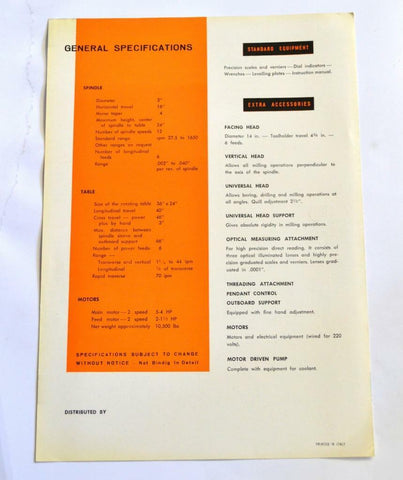 GENERAL SPECIFICATIONS
SPINDLE
Diameter 3"
Horizontal travel 18"
Morse taper 4
Maximum height, center
of spindle to table 24"
Number of spindle speeds 12
Standard range rpm 27.5 to 1650
Other ranges on request
Number of longitudinal
feeds 6
Range .002" to .040"
per rev. of spindle
TABLE
Size of the rotating table 36" x 24"
Longitudinal travel 40"
Cross travel — power 40"
plus by hand 3"
Max. distance between
spindle sleeve and
outboard support 48"
Number of power feeds 6
Range —
Transverse and vertical to 44 ipm
Longitudinal of transverse
Rapid traverse 70 ipm
MOTORS
Main motor — 2 speed 3-4 HP
Feed motor — 2 speed 2-1½ HP
Net weight approximately 10,500 lbs
SPECIFICATIONS SUBJECT TO CHANGE
WITHOUT NOTICE - Not Bindig in Detail
DISTRIBUTED BY
STANDARD EQUIPMENT
Precision scales and verniers — Dial indicators —
Wrenches — Levelling plates — Instruction manual.
EXTRA ACCESSORIES
FACING HEAD
Diameter 14 in. — Toolholder travel 4¾ in. —
6 feeds.
VERTICAL HEAD
Allows all milling operations perpendicular to
the axis of the spindle.
UNIVERSAL HEAD
Allows boring, drilling and milling operations at
all angles. Quill adjustment 2½".
UNIVERSAL HEAD SUPPORT
Gives absolute rigidity in milling operations.
OPTICAL MEASURING ATTACHMENT
For high precision direct reading. It consists of
three optical illuminated lenses and highly pre-
cision graduated scales and verniers. Lenses grad-
uated in .0001".
THREADING ATTACHMENT
PENDANT CONTROL
OUTBOARD SUPPORT
Equipped with fine hand adjustment.
MOTORS
Motors and electrical equipment (wired for 220
volts).
MOTOR DRIVEN PUMP
Complete with equipment for coolant.
PRINTED IN ITALY